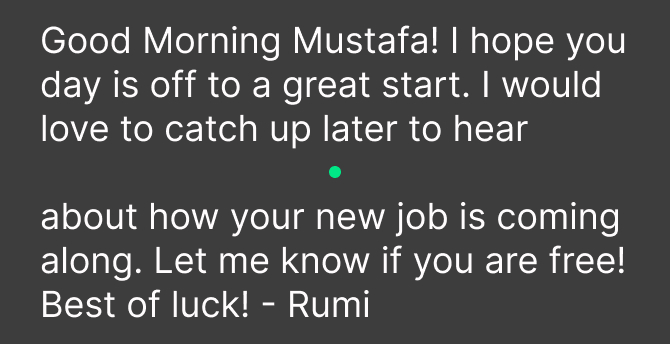 Good Morning Mustafa! I hope you
day is off to a great start. I would
love to catch up later to hear
about how your new job is coming
along. Let me know if you are free!
Best of luck! - Rumi